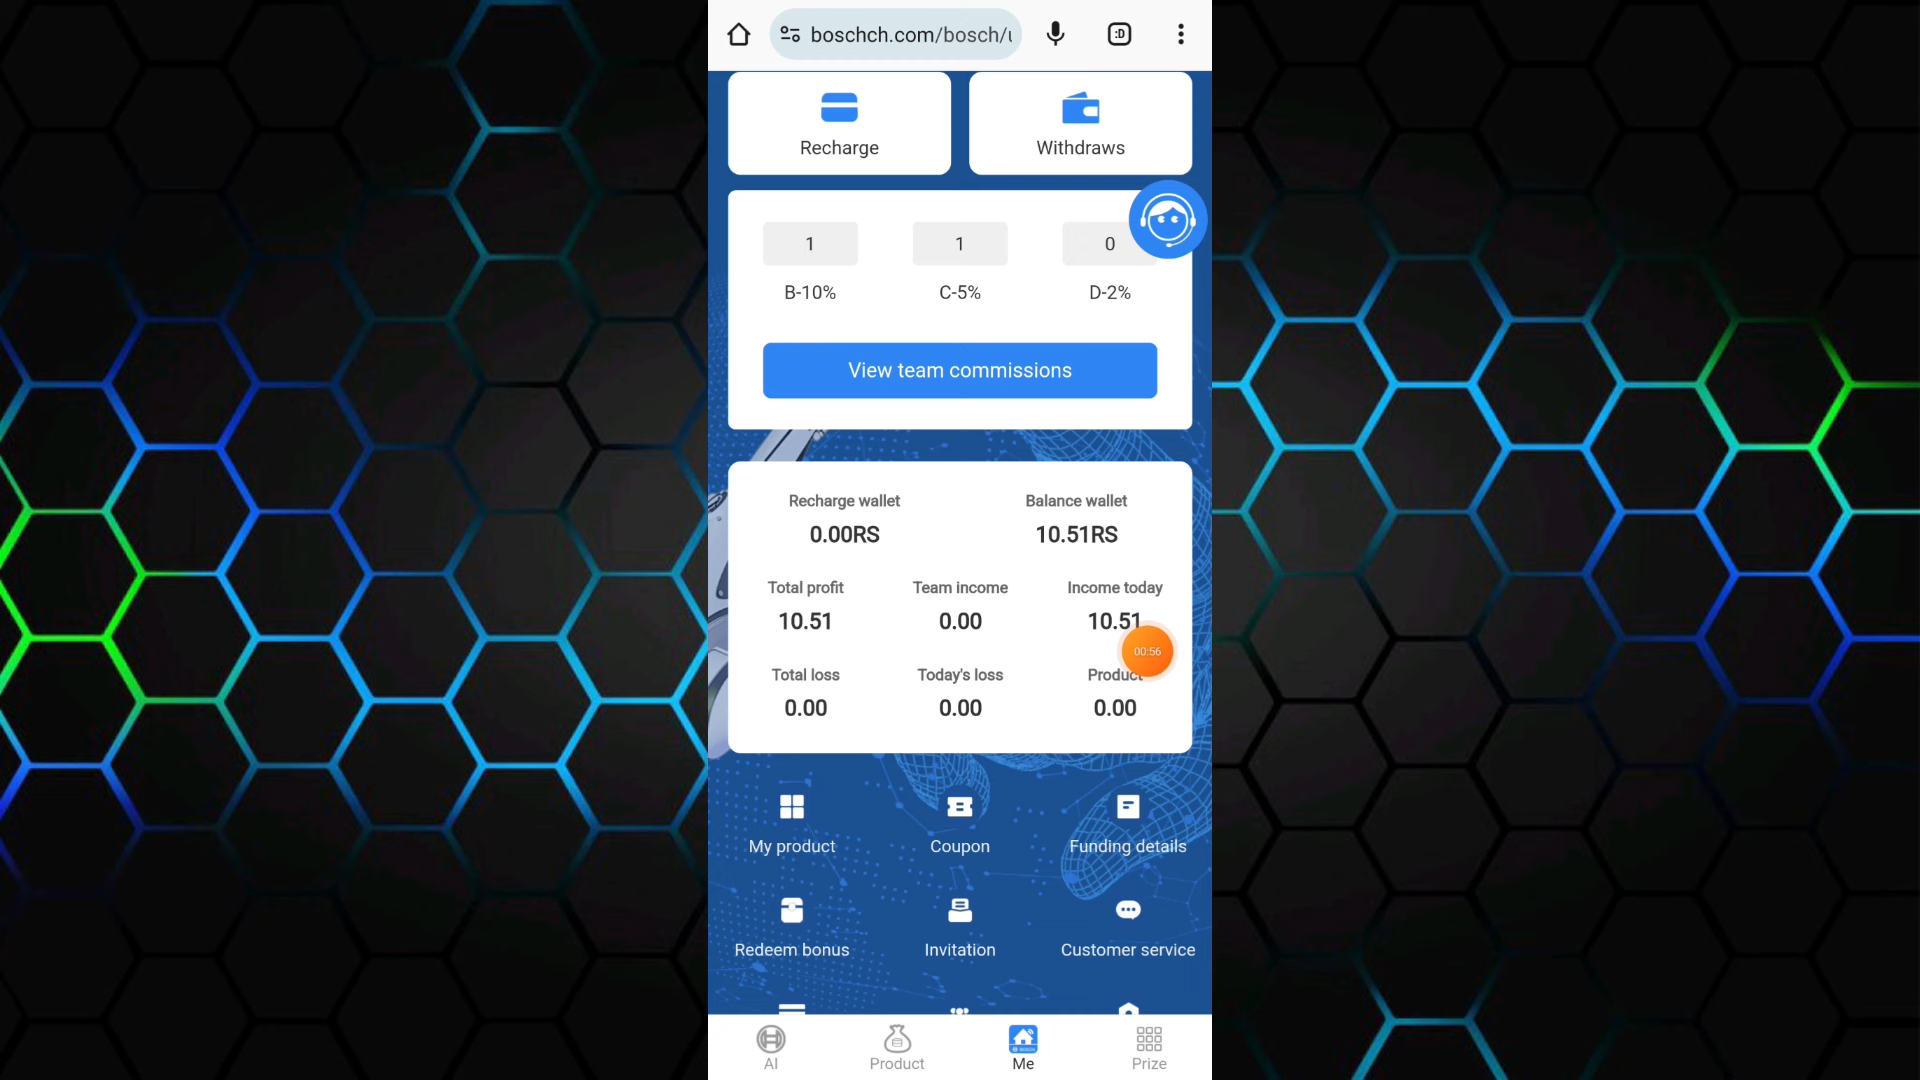 :D
boschch.com/bosch/u
Recharge
Withdraws
1
1
0
B-10%
C-5%
D-2%
View team commissions
Recharge wallet
Balance wallet
0.00RS
10.51RS
Total profit
Team income
Income today
10.51
0.00
10.51
00:56
Total loss
Today's loss
Product
0.00
0.00
0.00
My product
Coupon
Funding details
Redeem bonus
Invitation
Customer service
AI
Product
Me
Prize